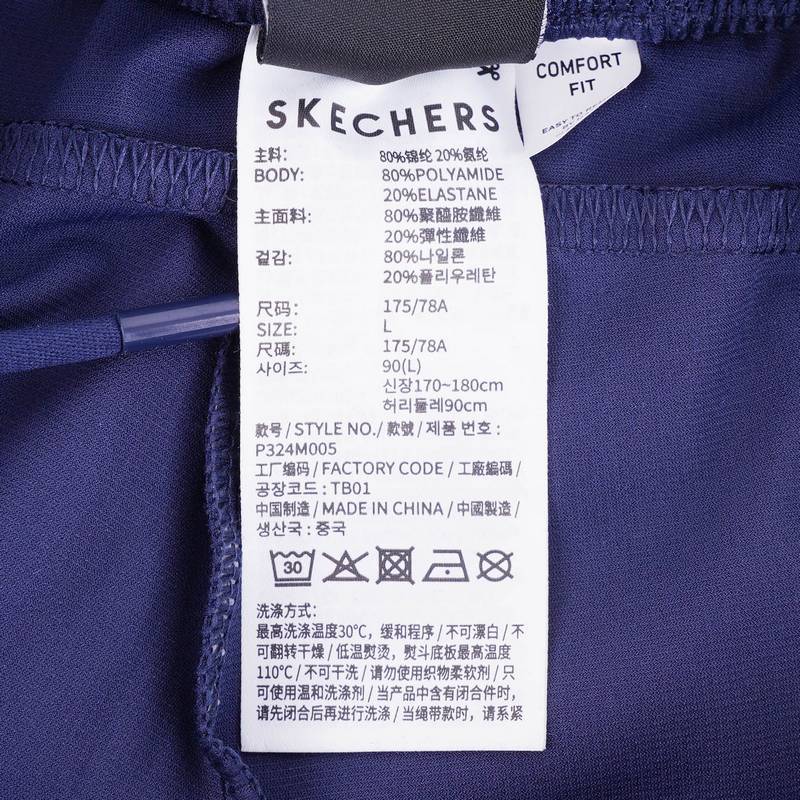 COMFORT
FIT
EASY TO
SKECHERS
主料: 80%锦纶 20%氨纶
BODY: 80%POLYAMIDE
20%ELASTANE
主面料: 80%聚醯胺纖維
20%彈性纖維
겉감: 80%나일론
20%폴리우레탄
尺码: 175/78A
SIZE: L
尺碼: 175/78A
사이즈: 90(L)
신장170~180cm
허리둘레90cm
款号 / STYLE NO./ 款號 / 제품 번호 :
P324M005
工厂编码 / FACTORY CODE / 工廠編碼 /
공장코드 : TB01
中国制造 / MADE IN CHINA / 中國製造 /
생산국 : 중국
30
洗涤方式:
最高洗涤温度30℃，缓和程序 / 不可漂白 / 不
可翻转干燥 / 低温熨烫，熨斗底板最高温度
110℃ / 不可干洗 / 请勿使用织物柔软剂 / 只
可使用温和洗涤剂 / 当产品中含有闭合件时，
请先闭合后再进行洗涤 / 当绳带款时，请系紧